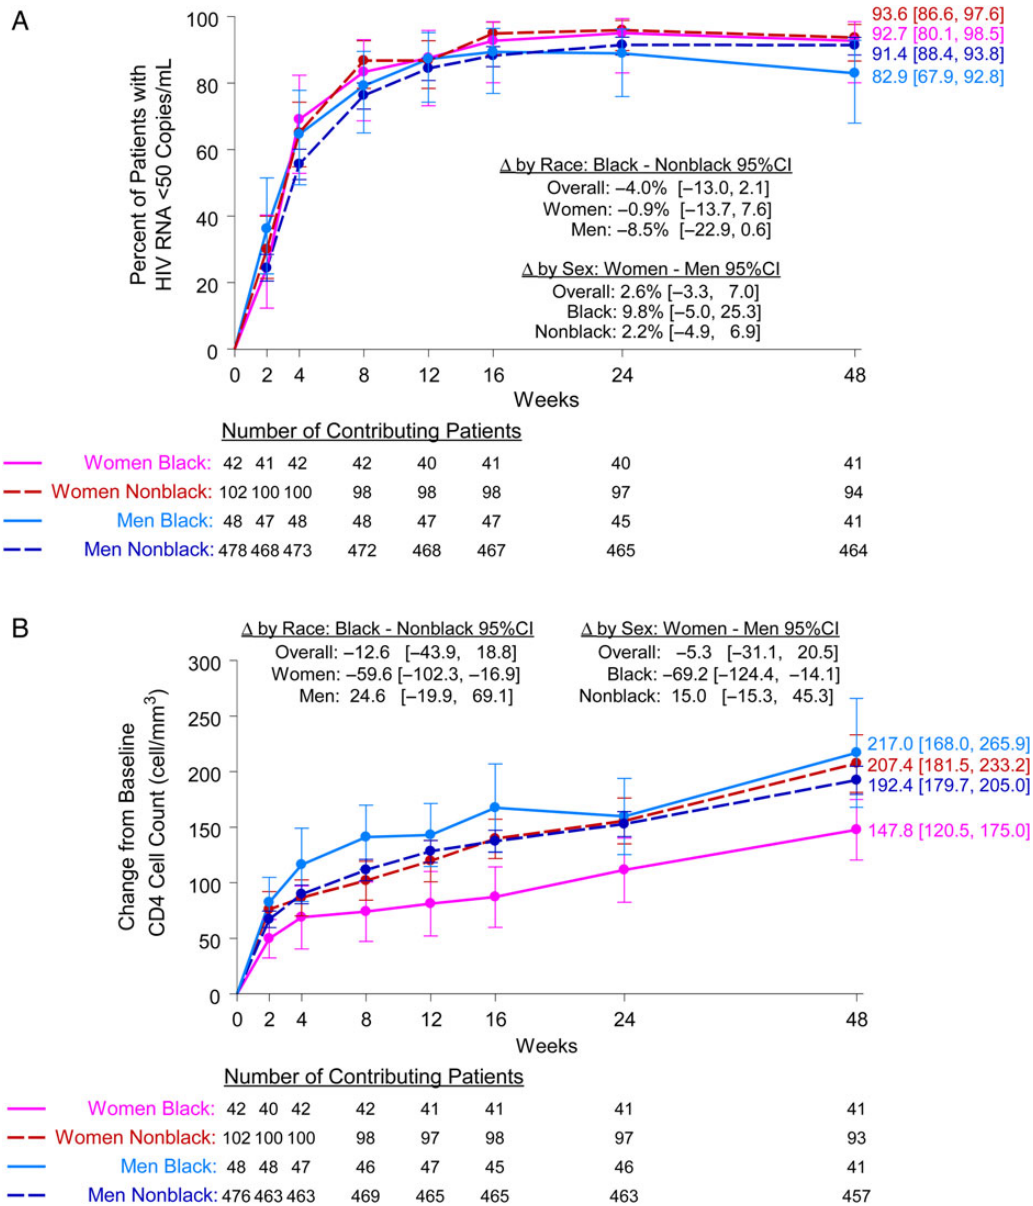 A
Percent of Patients with
HIV RNA <50 Copies/mL
100
80
60
40
20
0
93.6 [86.6, 97.6]
92.7 [80.1, 98.5]
91.4 [88.4, 93.8]
82.9 [67.9, 92.8]
Δ by Race: Black - Nonblack 95%CI
Overall: –4.0% [–13.0, 2.1]
Women: –0.9% [–13.7, 7.6]
Men: –8.5% [–22.9, 0.6]
Δ by Sex: Women - Men 95%CI
Overall: 2.6% [–3.3, 7.0]
Black: 9.8% [–5.0, 25.3]
Nonblack: 2.2% [–4.9, 6.9]
0 2 4 8 12 16 24 48
Weeks
Number of Contributing Patients
Women Black: 42 41 42 42 40 41 40 41
Women Nonblack: 102 100 100 98 98 98 97 94
Men Black: 48 47 48 48 47 47 45 41
Men Nonblack: 478 468 473 472 468 467 465 464
B
Δ by Race: Black - Nonblack 95%CI
Overall: –12.6 [–43.9, 18.8]
Women: –59.6 [–102.3, –16.9]
Men: 24.6 [–19.9, 69.1]
Δ by Sex: Women - Men 95%CI
Overall: –5.3 [–31.1, 20.5]
Black: –69.2 [–124.4, –14.1]
Nonblack: 15.0 [–15.3, 45.3]
Change from Baseline
CD4 Cell Count (cell/mm³)
300
250
200
150
100
50
0
217.0 [168.0, 265.9]
207.4 [181.5, 233.2]
192.4 [179.7, 205.0]
147.8 [120.5, 175.0]
0 2 4 8 12 16 24 48
Weeks
Number of Contributing Patients
Women Black: 42 40 42 42 41 41 41 41
Women Nonblack: 102 100 100 98 97 98 97 93
Men Black: 48 48 47 46 47 45 46 41
Men Nonblack: 476 463 463 469 465 465 463 457